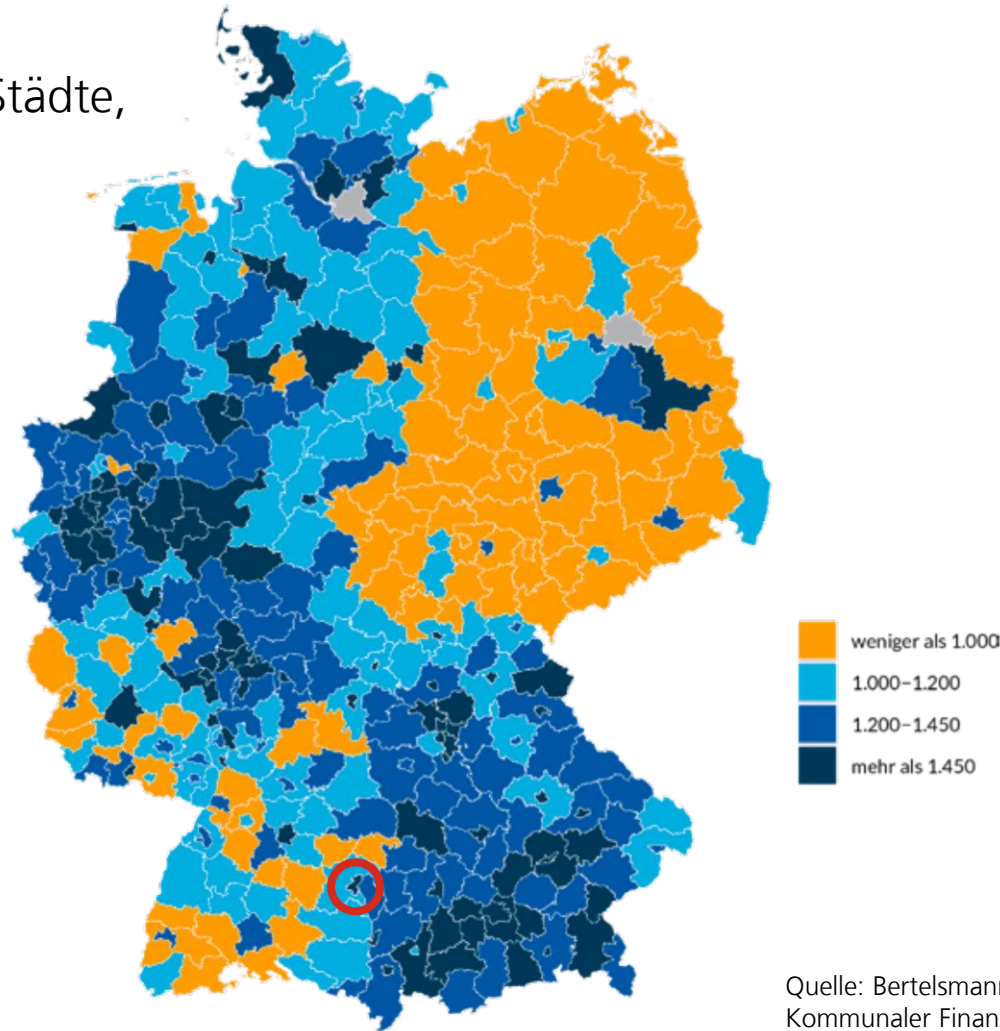 Städte,
weniger als 1.000
1.000–1.200
1.200–1.450
mehr als 1.450
Quelle: Bertelsmann
Kommunaler Finan